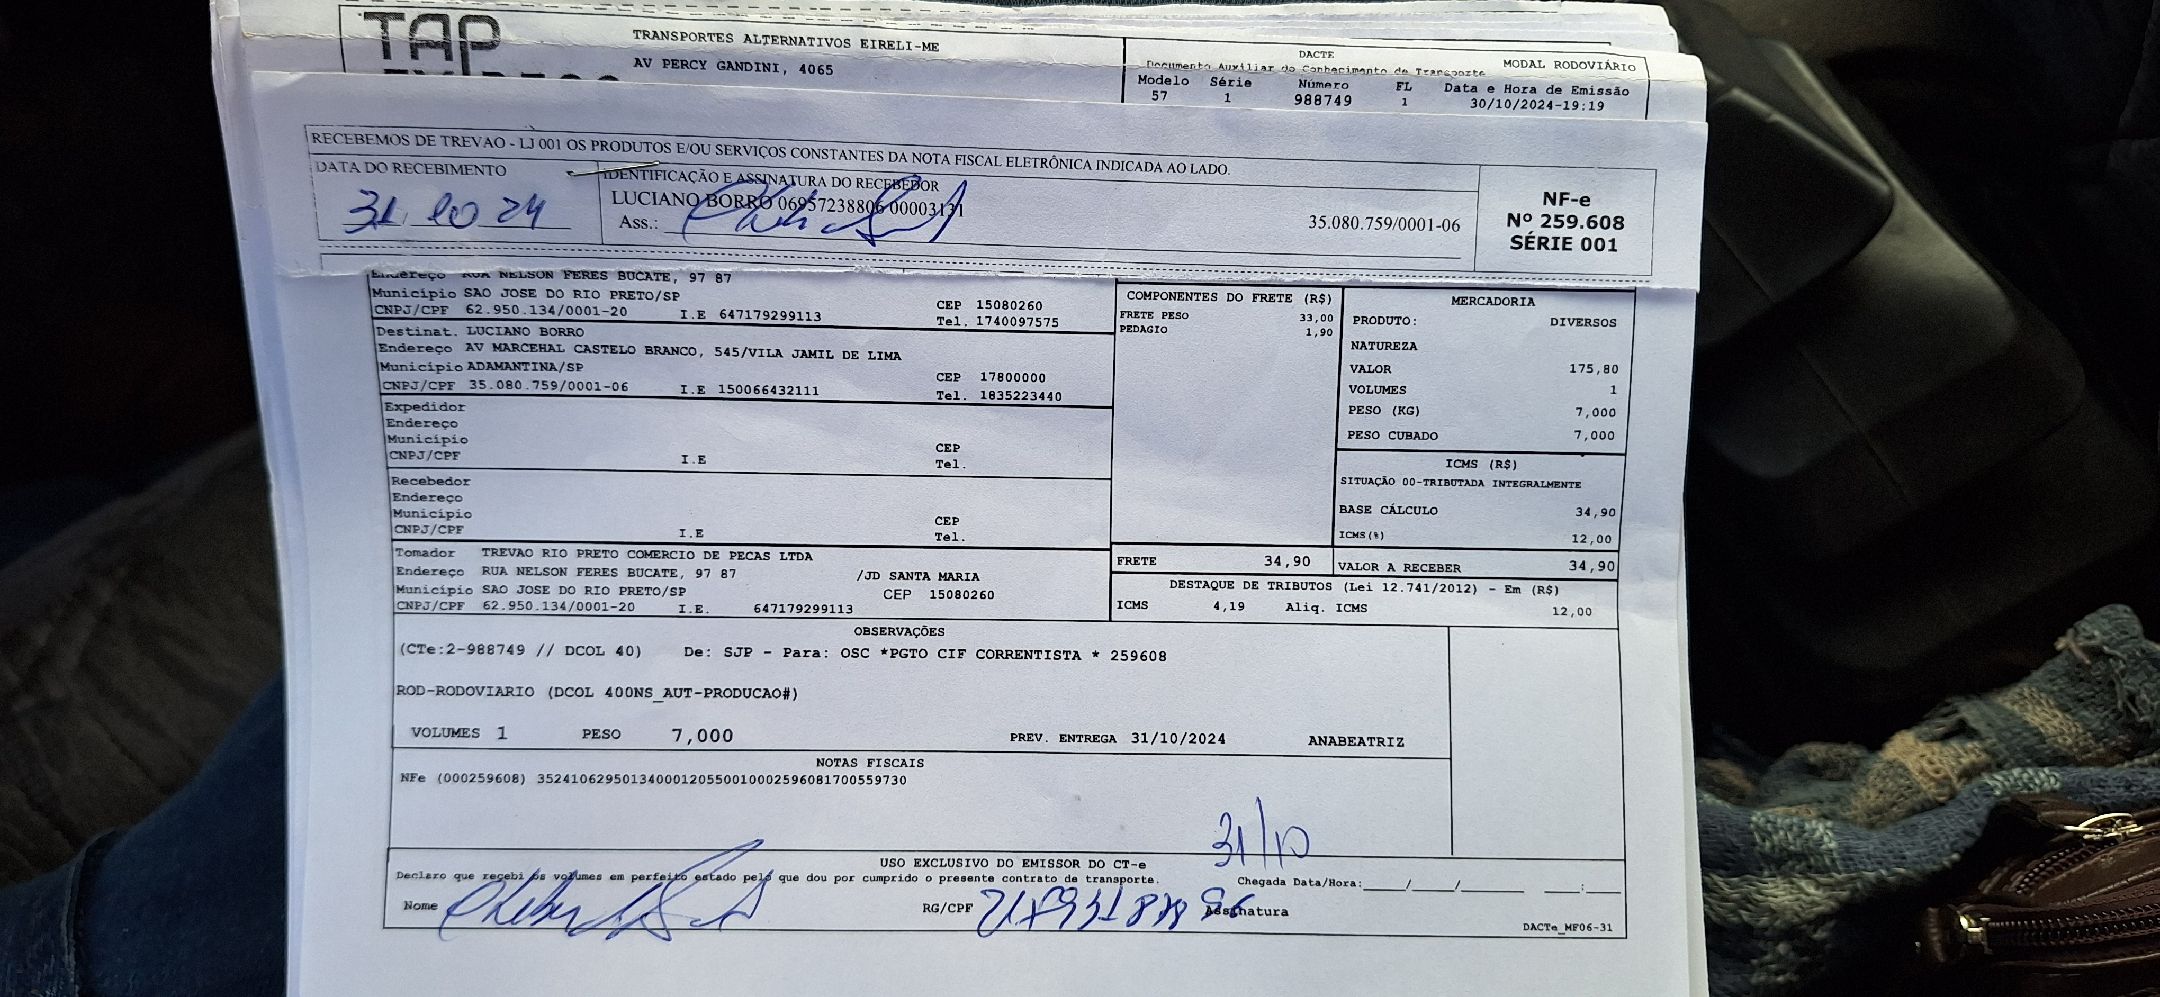 TAP
TRANSPORTES ALTERNATIVOS EIRELI-ME
AV PERCY GANDINI, 4065
DACTE
Documento Auxiliar do Conhecimento de Transporte
MODAL RODOVIÁRIO
Modelo Série Número FL Data e Hora de Emissão
57 1 988749 1 30/10/2024-19:19
RECEBEMOS DE TREVAO - LJ 001 OS PRODUTOS E/OU SERVIÇOS CONSTANTES DA NOTA FISCAL ELETRÔNICA INDICADA AO LADO.
DATA DO RECEBIMENTO
31 10 24
IDENTIFICAÇÃO E ASSINATURA DO RECEBEDOR
LUCIANO BORRO 06957238806 00003131
Ass.:
35.080.759/0001-06
NF-e
Nº 259.608
SÉRIE 001
Endereço RUA NELSON FERES BUCATE, 97 87
Município SAO JOSE DO RIO PRETO/SP
CEP 15080260
CNPJ/CPF 62.950.134/0001-20 I.E 647179299113
Tel. 1740097575
Destinat. LUCIANO BORRO
Endereço AV MARCEHAL CASTELO BRANCO, 545/VILA JAMIL DE LIMA
Município ADAMANTINA/SP
CEP 17800000
CNPJ/CPF 35.080.759/0001-06 I.E 150066432111
Tel. 1835223440
Expedidor
Endereço
Município
CEP
CNPJ/CPF I.E Tel.
Recebedor
Endereço
Município
CEP
CNPJ/CPF I.E Tel.
Tomador TREVAO RIO PRETO COMERCIO DE PECAS LTDA
Endereço RUA NELSON FERES BUCATE, 97 87 /JD SANTA MARIA
Município SAO JOSE DO RIO PRETO/SP CEP 15080260
CNPJ/CPF 62.950.134/0001-20 I.E. 647179299113
COMPONENTES DO FRETE (R$)
FRETE PESO 33,00
PEDAGIO 1,90
MERCADORIA
PRODUTO: DIVERSOS
NATUREZA
VALOR 175,80
VOLUMES 1
PESO (KG) 7,000
PESO CUBADO 7,000
ICMS (R$)
SITUAÇÃO 00-TRIBUTADA INTEGRALMENTE
BASE CÁLCULO 34,90
ICMS(%) 12,00
FRETE 34,90
VALOR A RECEBER 34,90
DESTAQUE DE TRIBUTOS (Lei 12.741/2012) - Em (R$)
ICMS 4,19 Aliq. ICMS 12,00
OBSERVAÇÕES
(CTe:2-988749 // DCOL 40) De: SJP - Para: OSC *PGTO CIF CORRENTISTA * 259608
ROD-RODOVIARIO (DCOL 400NS_AUT-PRODUCAO#)
VOLUMES 1 PESO 7,000 PREV. ENTREGA 31/10/2024 ANABEATRIZ
NOTAS FISCAIS
NFe (000259608) 35241062950134000120550010002596081700559730
31/10
USO EXCLUSIVO DO EMISSOR DO CT-e
Declaro que recebi os volumes em perfeito estado pelo que dou por cumprido o presente contrato de transporte.
Chegada Data/Hora:____/____/______ ____:____
Nome RG/CPF Assinatura
DACTe_MF06-31